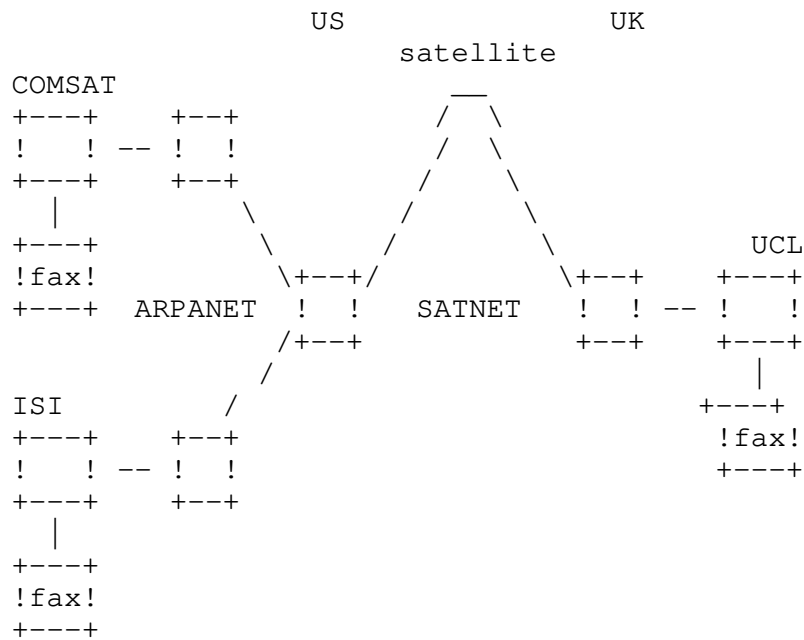 US UK
satellite
COMSAT
UCL
!fax!
ARPANET SATNET
ISI
!fax!
!fax!